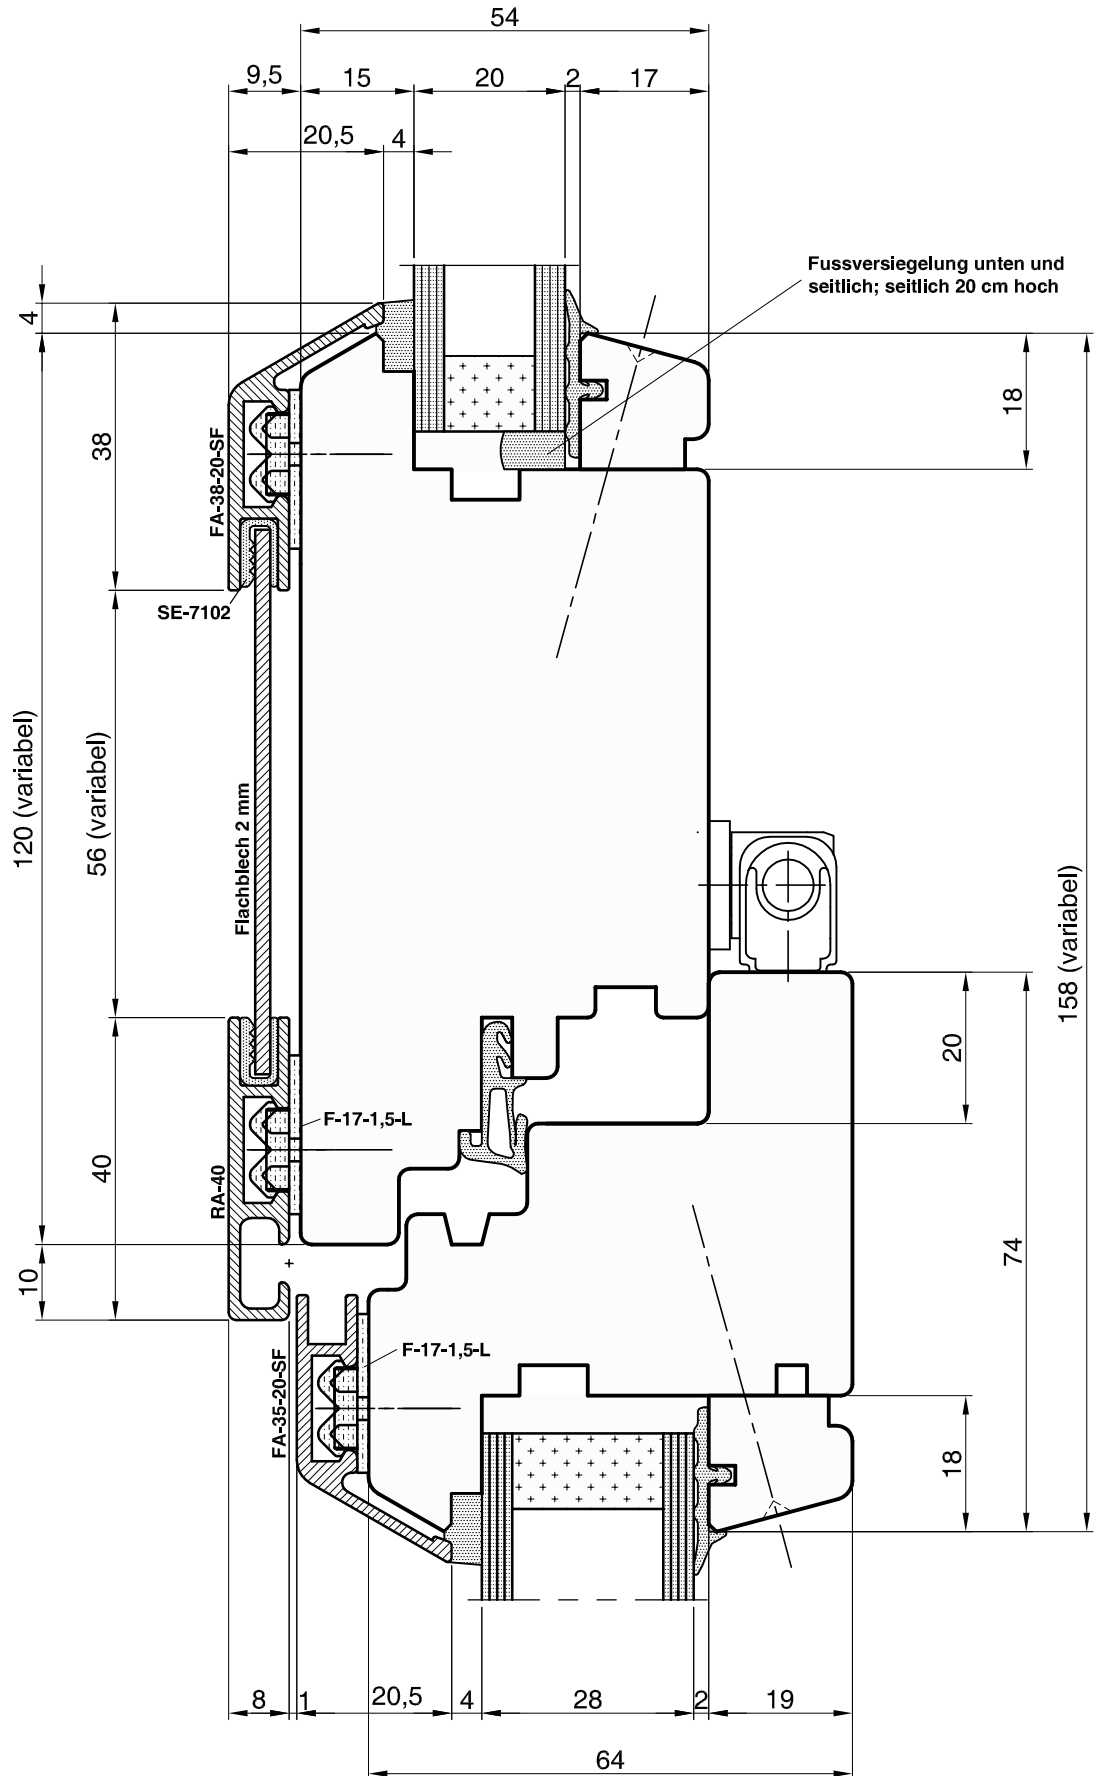 54
9,5
15
20
2
17
20,5
4
Fussversiegelung unten und
seitlich; seitlich 20 cm hoch
4
38
18
FA-38-20-SF
SE-7102
120 (variabel)
56 (variabel)
Flachblech 2 mm
158 (variabel)
20
F-17-1,5-L
40
RA-40
74
10
F-17-1,5-L
FA-35-20-SF
18
8
1
20,5
4
28
2
19
64